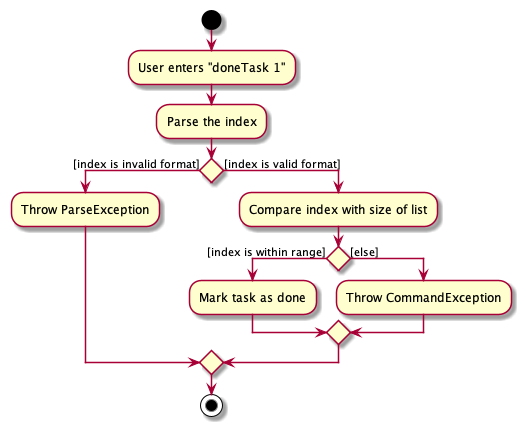 User enters "doneTask 1"
Parse the index
[index is invalid format]
[index is valid format]
Throw ParseException
Compare index with size of list
[index is within range]
[else]
Mark task as done
Throw CommandException